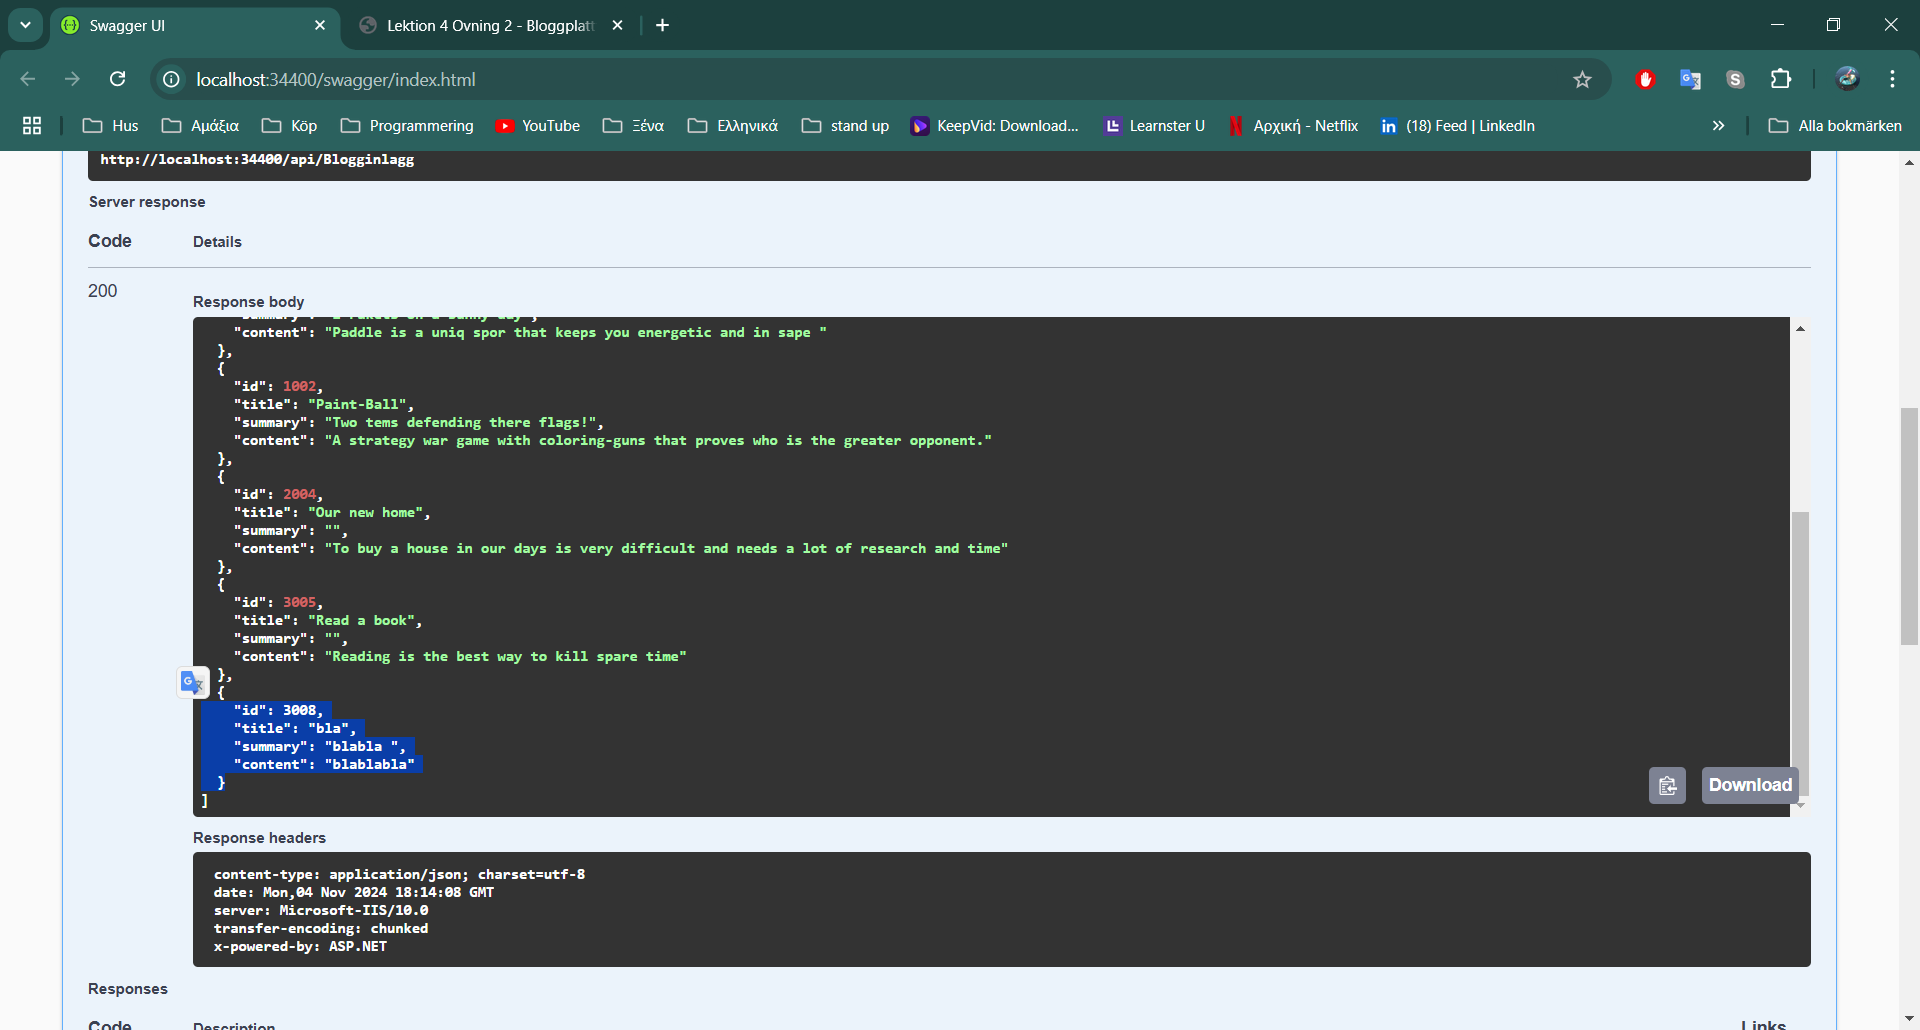 Swagger UI
Lektion 4 Ovning 2 - Bloggplatt
localhost:34400/swagger/index.html
Hus
Αμάξια
Köp
Programmering
YouTube
Ξένα
Ελληνικά
stand up
KeepVid: Download...
Learnster U
Αρχική - Netflix
(18) Feed | LinkedIn
Alla bokmärken
http://localhost:34400/api/Blogginlagg
Server response
Code Details
200
Response body
"content": "Paddle is a uniq spor that keeps you energetic and in sape "
},
{
"id": 1002,
"title": "Paint-Ball",
"summary": "Two tems defending there flags!",
"content": "A strategy war game with coloring-guns that proves who is the greater opponent."
},
{
"id": 2004,
"title": "Our new home",
"summary": "",
"content": "To buy a house in our days is very difficult and needs a lot of research and time"
},
{
"id": 3005,
"title": "Read a book",
"summary": "",
"content": "Reading is the best way to kill spare time"
},
{
"id": 3008,
"title": "bla",
"summary": "blabla ",
"content": "blablabla"
}
]
Download
Response headers
content-type: application/json; charset=utf-8
date: Mon,04 Nov 2024 18:14:08 GMT
server: Microsoft-IIS/10.0
transfer-encoding: chunked
x-powered-by: ASP.NET
Responses
Code Description Links